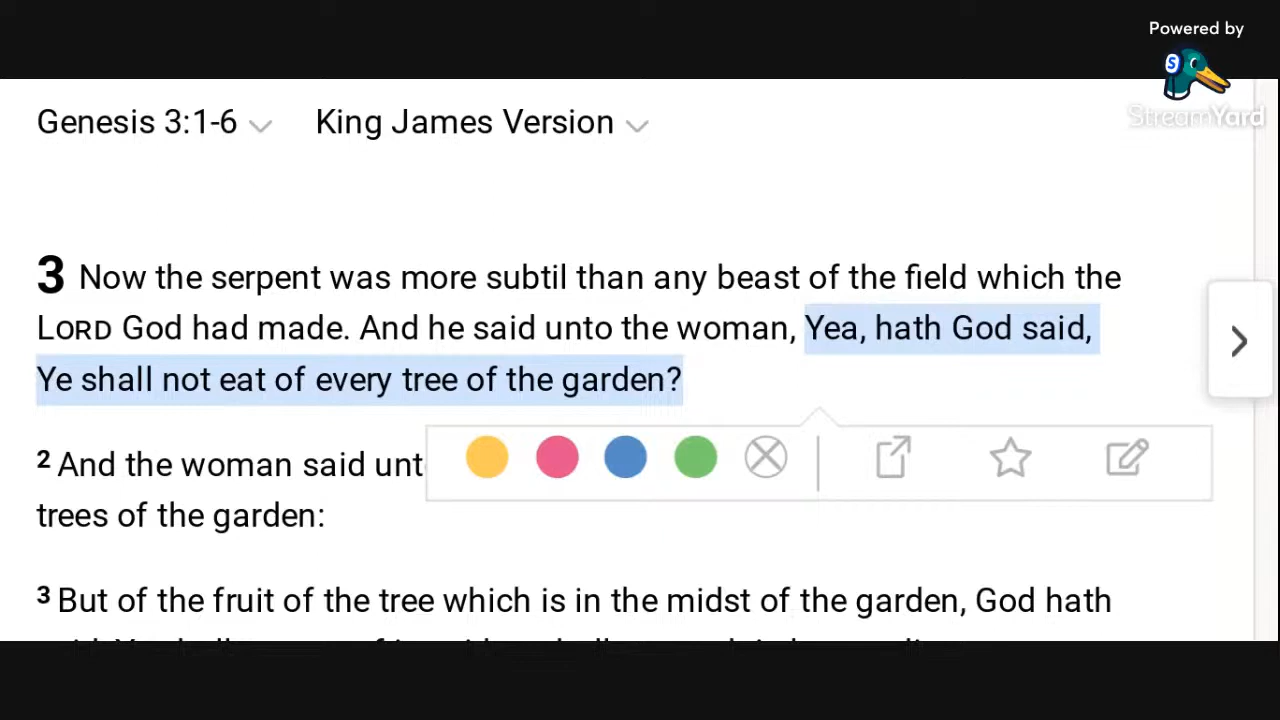 Powered by
StreamYard
Genesis 3:1-6 King James Version
3 Now the serpent was more subtil than any beast of the field which the
LORD God had made. And he said unto the woman, Yea, hath God said,
Ye shall not eat of every tree of the garden?
2 And the woman said unt
trees of the garden:
3 But of the fruit of the tree which is in the midst of the garden, God hath